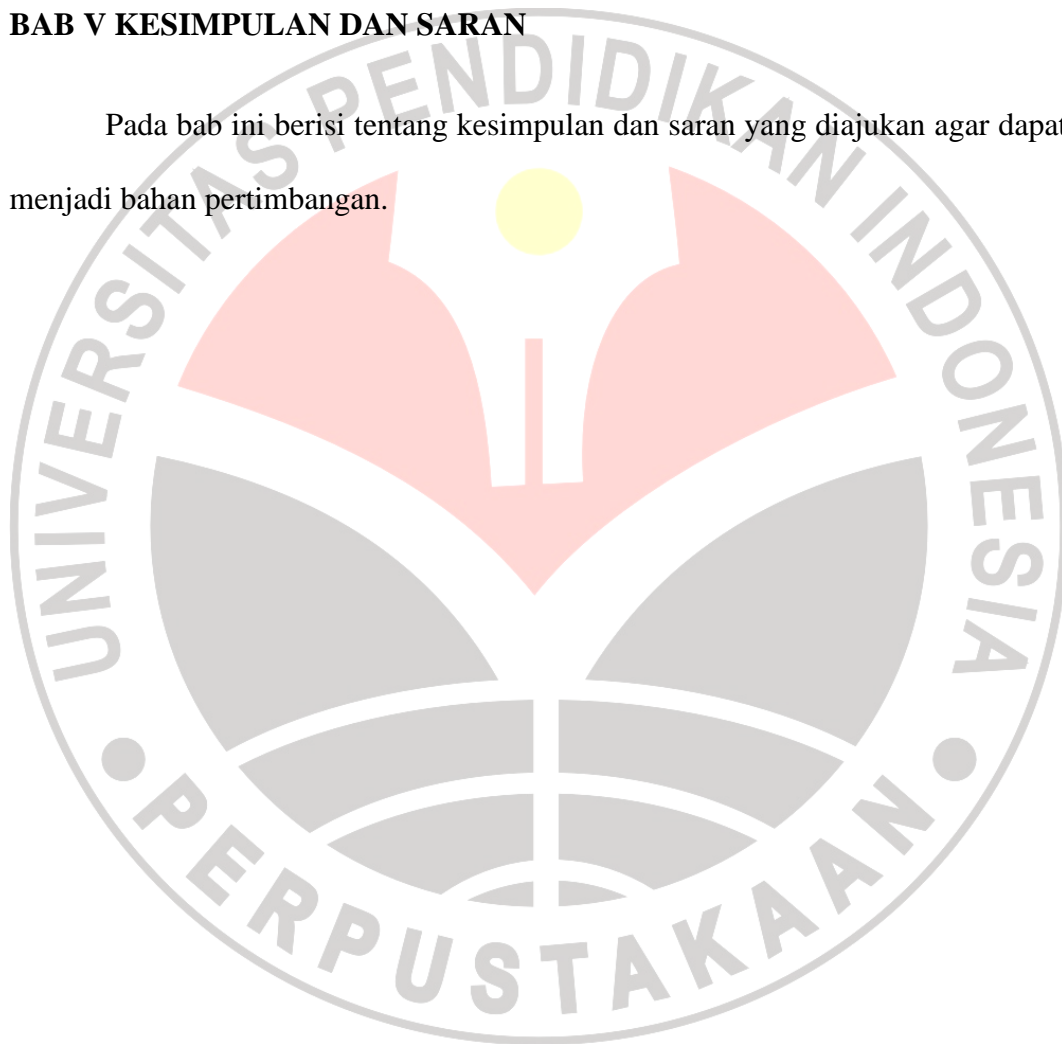 BAB V KESIMPULAN DAN SARAN
Pada bab ini berisi tentang kesimpulan dan saran yang diajukan agar dapat
menjadi bahan pertimbangan.
UNIVERSITAS PENDIDIKAN INDONESIA
PERPUSTAKAAN